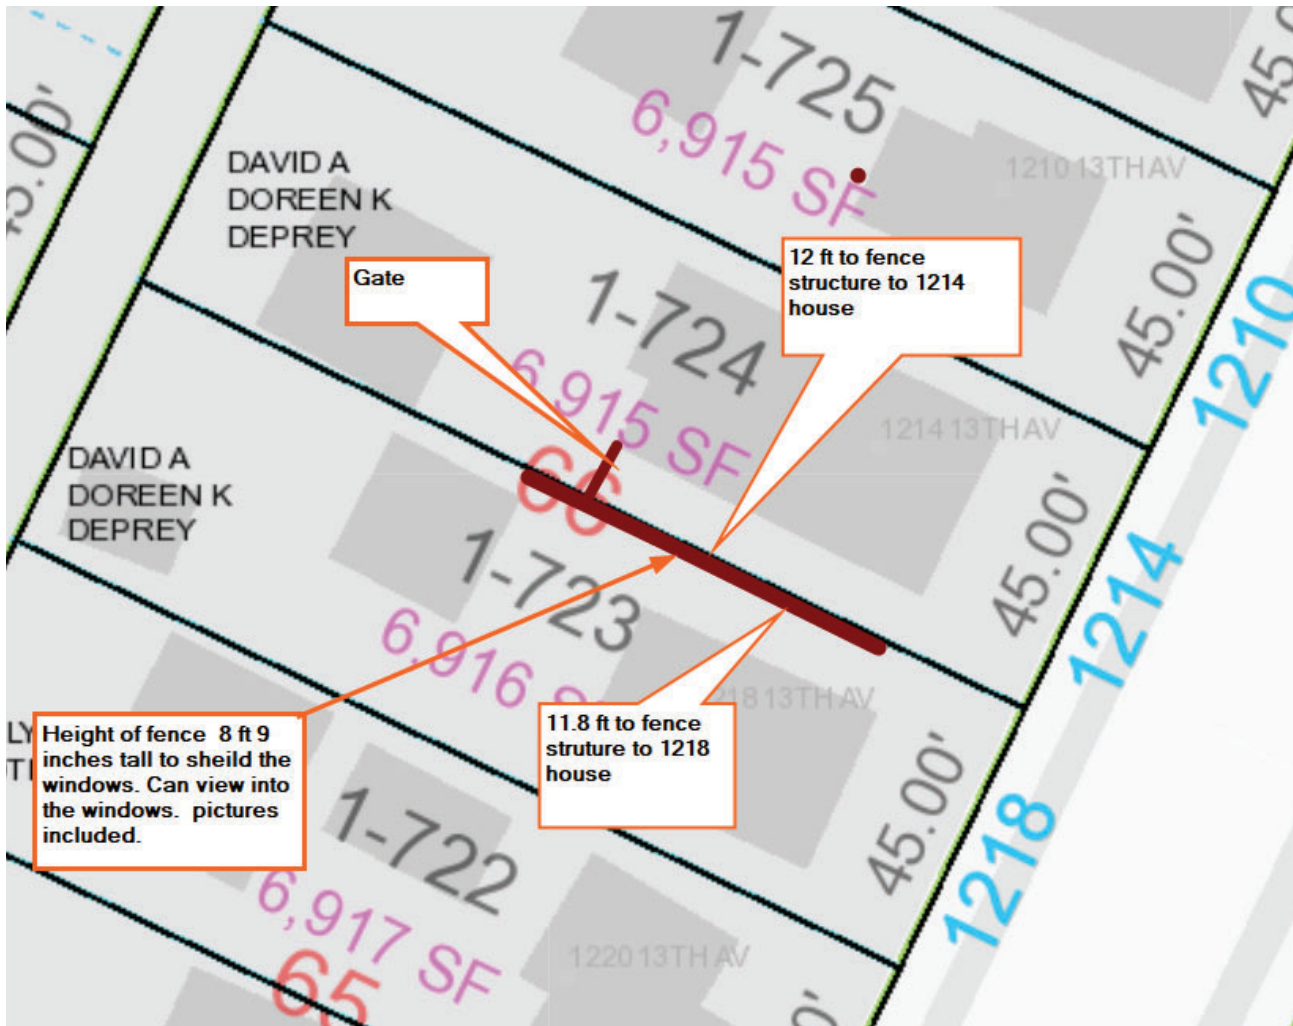 45.00'
1-725
6,915 SF
1210 13TH AV
45.00'
DAVID A
DOREEN K
DEPREY
Gate
12 ft to fence
structure to 1214
house
1-724
6,915 SF
1214 13TH AV
45.00'
1210
DAVID A
DOREEN K
DEPREY
66
1-723
6,916
45.00'
1214
11.8 ft to fence
struture to 1218
house
Height of fence 8 ft 9
inches tall to sheild the
windows. Can view into
the windows. pictures
included.
45.00'
1218
1-722
6,917 SF
65
1220 13TH AV